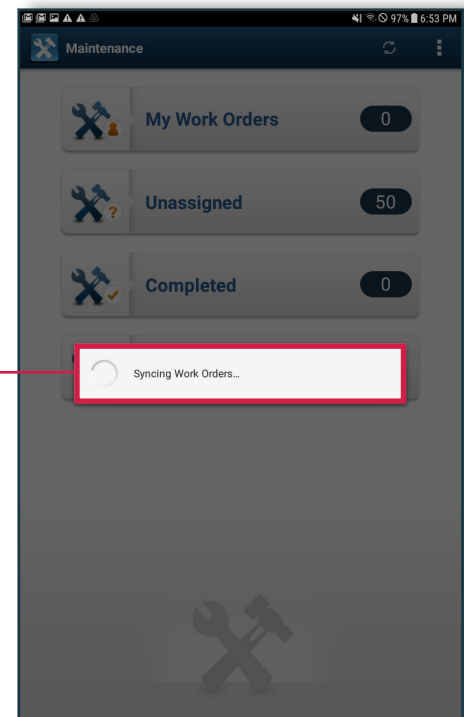 97% 6:53 PM
Maintenance
My Work Orders 0
Unassigned 50
?
Completed 0
Syncing Work Orders...